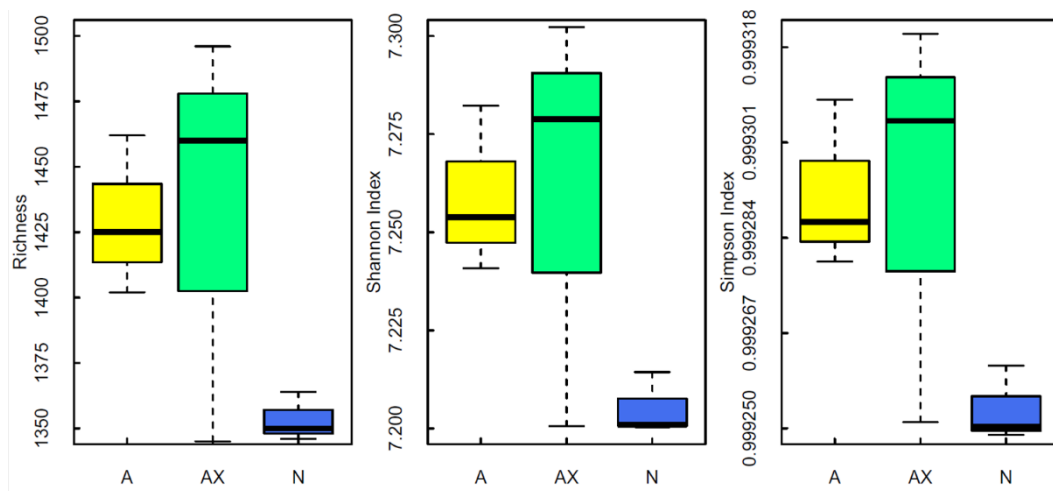 Richness
1500
1475
1450
1425
1400
1375
1350
A AX N
Shannon Index
7.300
7.275
7.250
7.225
7.200
A AX N
Simpson Index
0.999318
0.999301
0.999284
0.999267
0.999250
A AX N